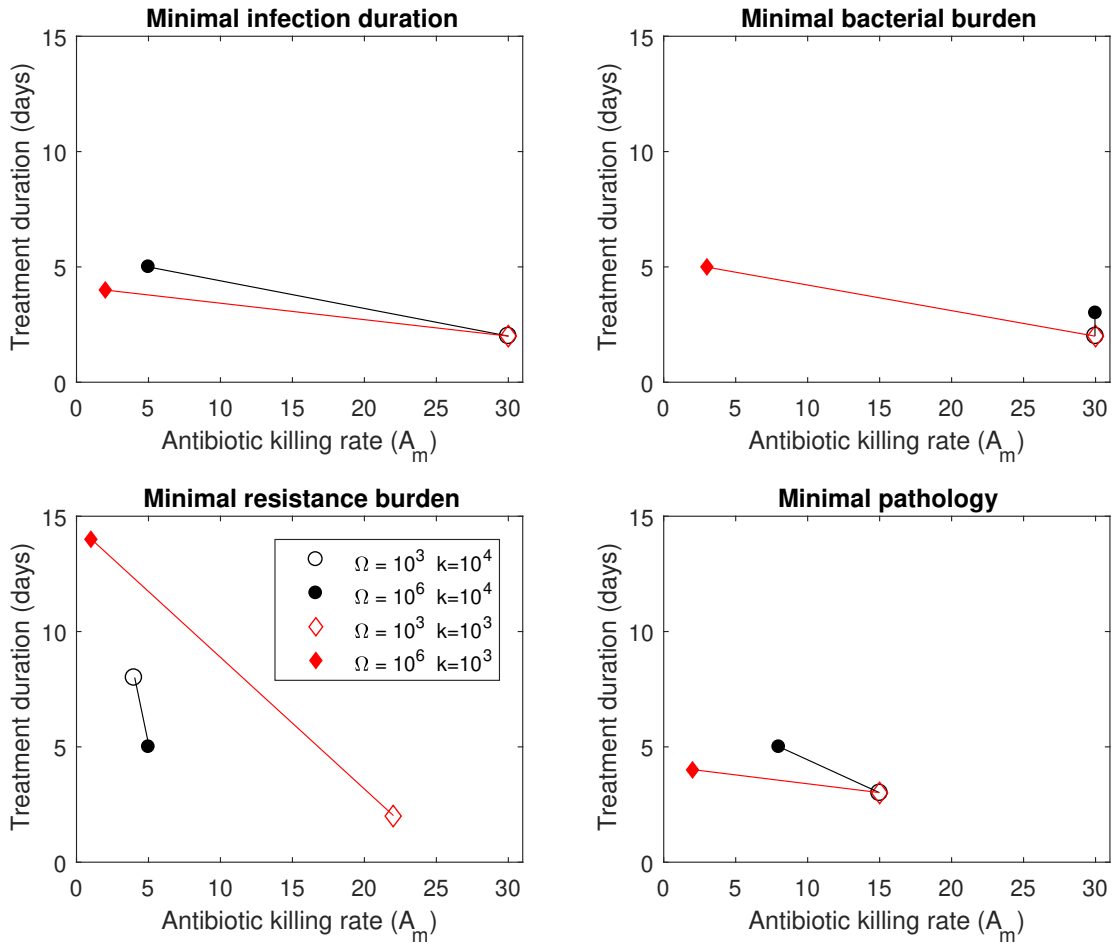 Minimal infection duration
15
10
5
0
Treatment duration (days)
0 5 10 15 20 25 30
Antibiotic killing rate (A_m)
Minimal bacterial burden
15
10
5
0
Treatment duration (days)
0 5 10 15 20 25 30
Antibiotic killing rate (A_m)
Minimal resistance burden
15
10
5
0
Treatment duration (days)
Ω = 10^3 k=10^4
Ω = 10^6 k=10^4
Ω = 10^3 k=10^3
Ω = 10^6 k=10^3
0 5 10 15 20 25 30
Antibiotic killing rate (A_m)
Minimal pathology
15
10
5
0
Treatment duration (days)
0 5 10 15 20 25 30
Antibiotic killing rate (A_m)